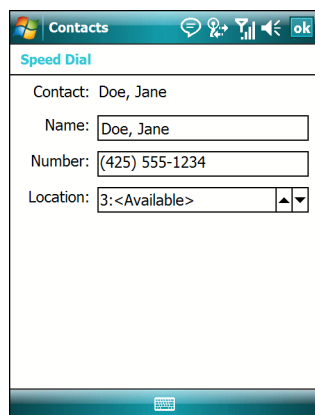 Contacts
ok
Speed Dial
Contact: Doe, Jane
Name: Doe, Jane
Number: (425) 555-1234
Location: 3:<Available>